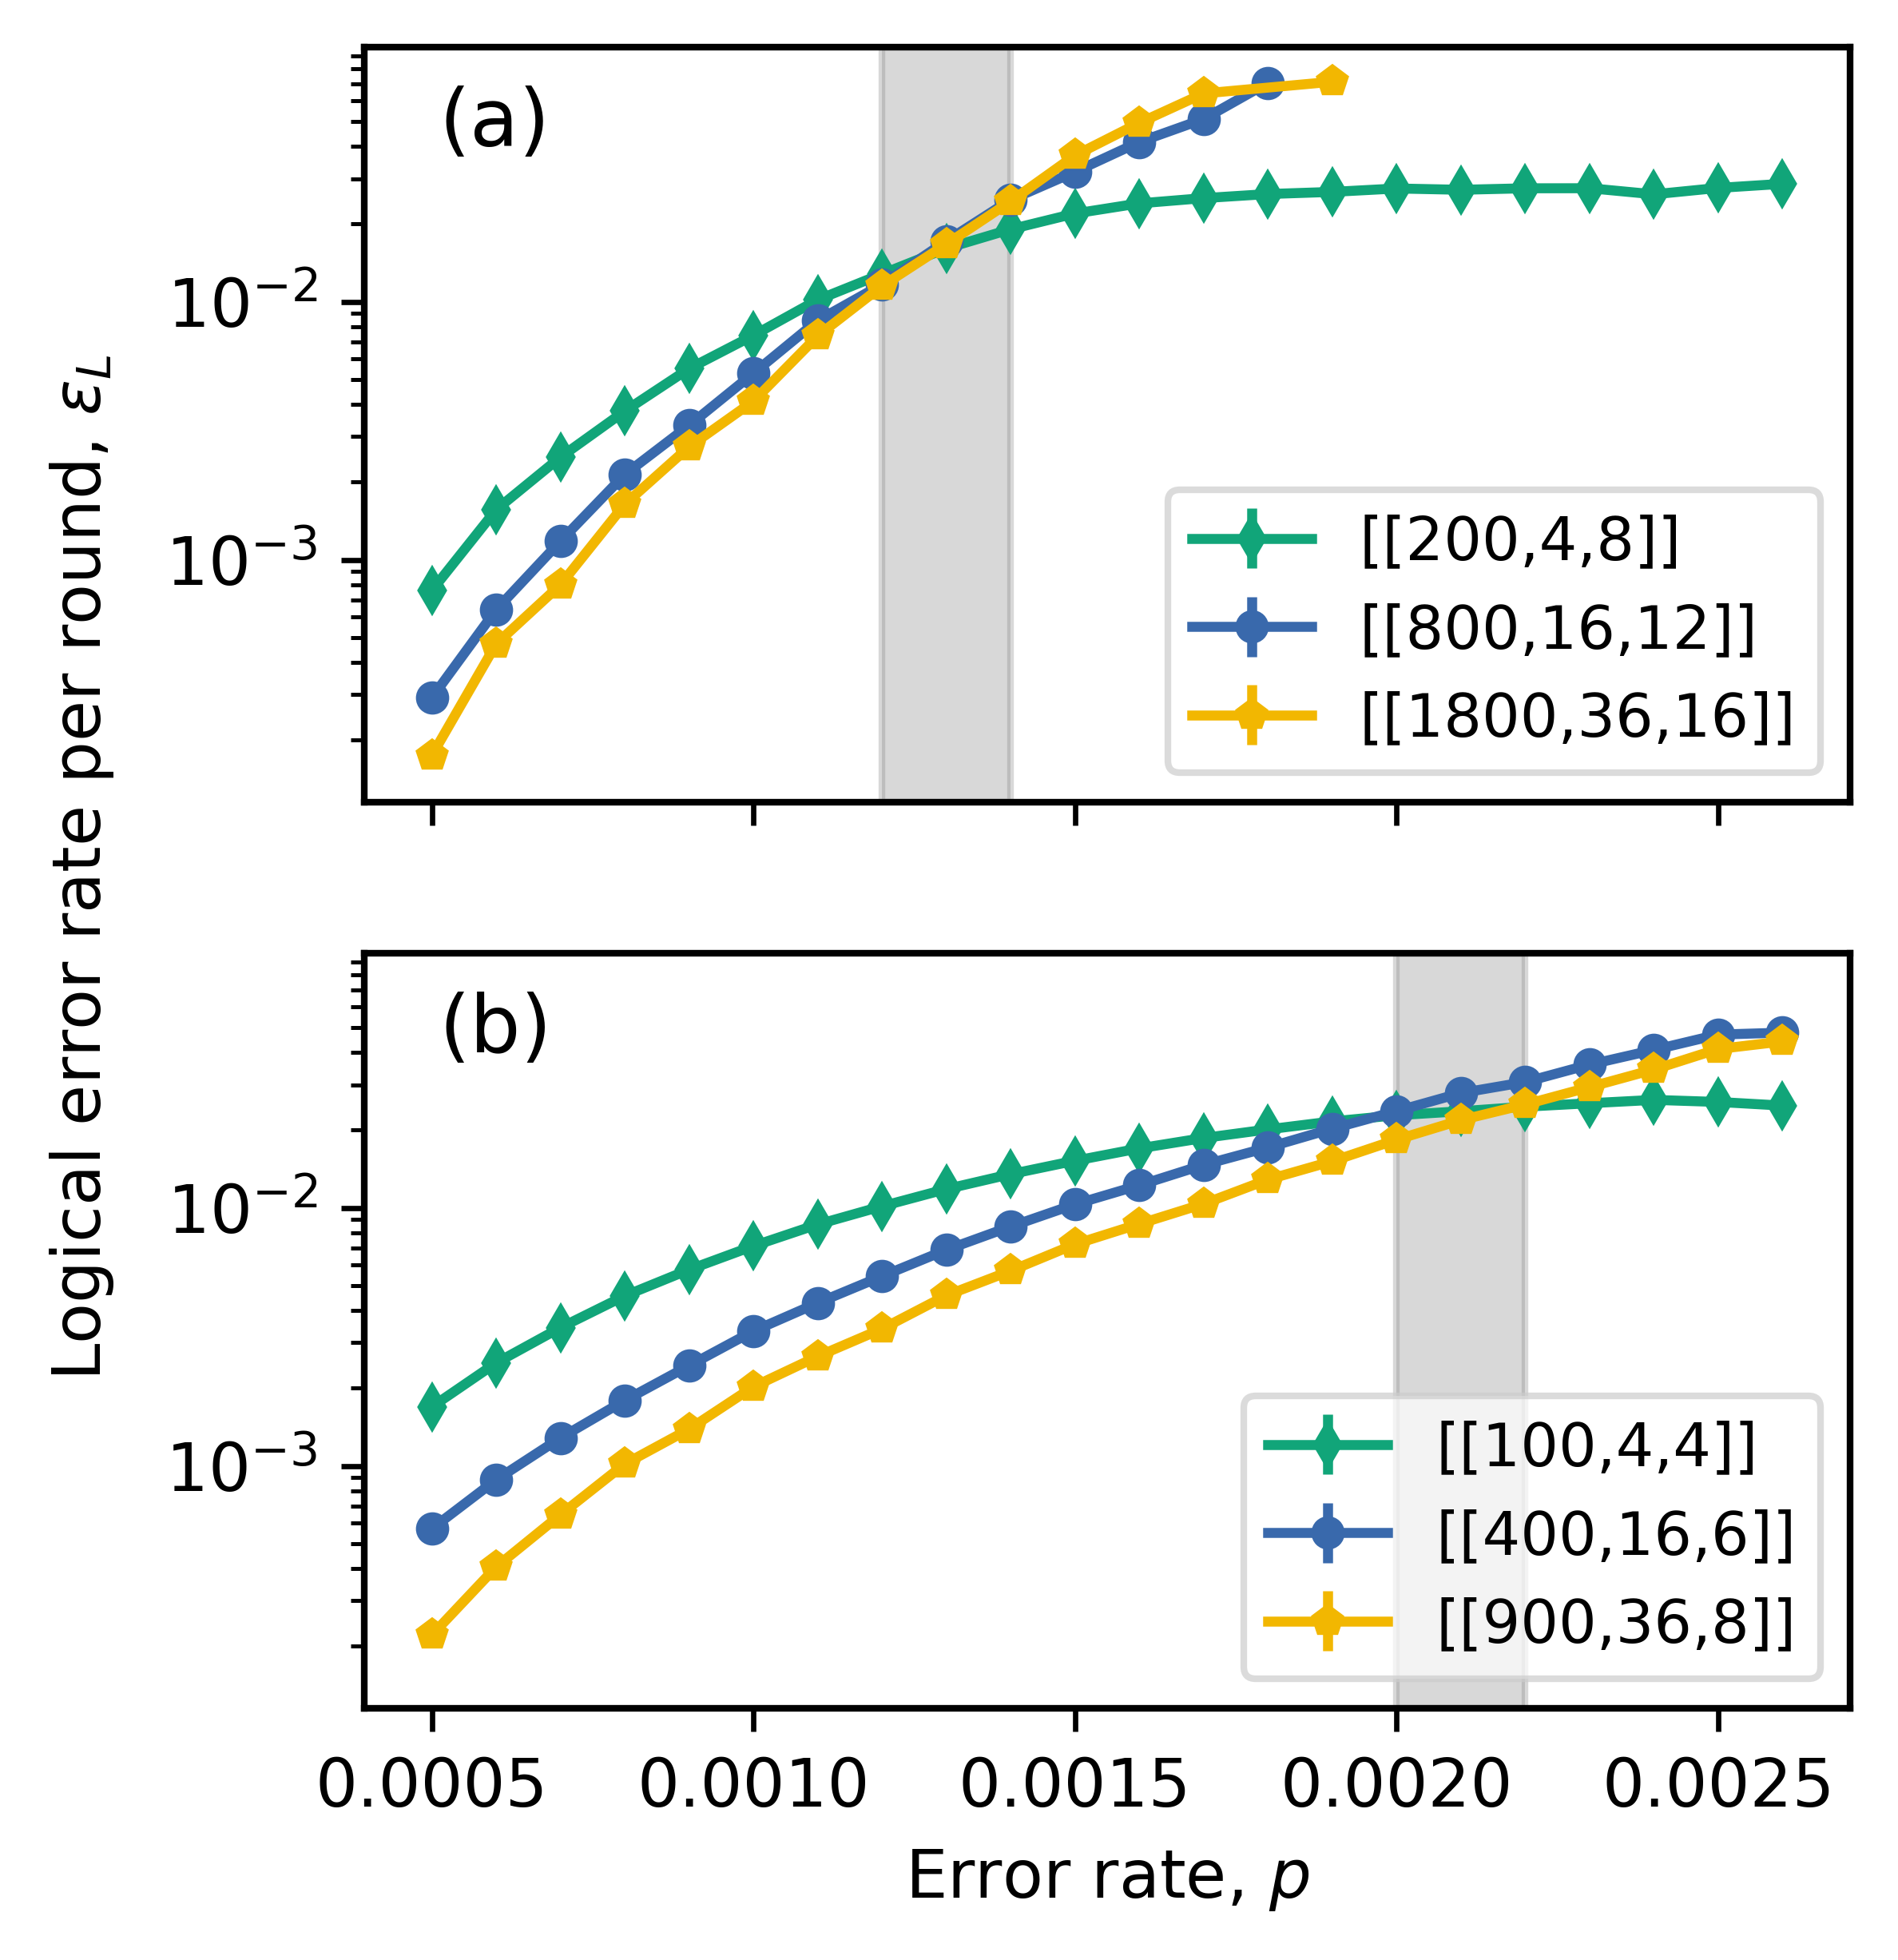 Logical error rate per round, ε_L
(a)
10^−2
10^−3
[[200,4,8]]
[[800,16,12]]
[[1800,36,16]]
(b)
10^−2
10^−3
[[100,4,4]]
[[400,16,6]]
[[900,36,8]]
0.0005 0.0010 0.0015 0.0020 0.0025
Error rate, p